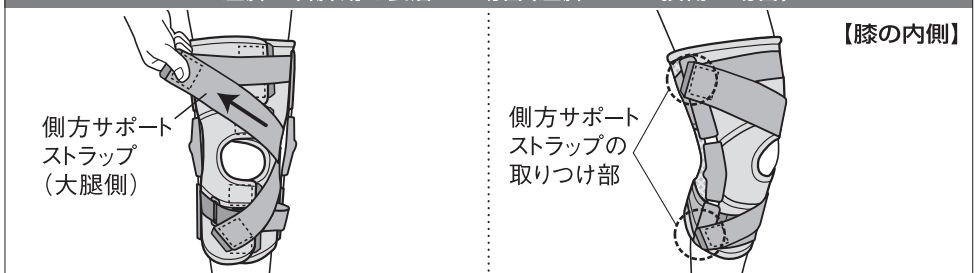 側方サポート
ストラップ
（大腿側）
【膝の内側】
側方サポート
ストラップの
取りつけ部